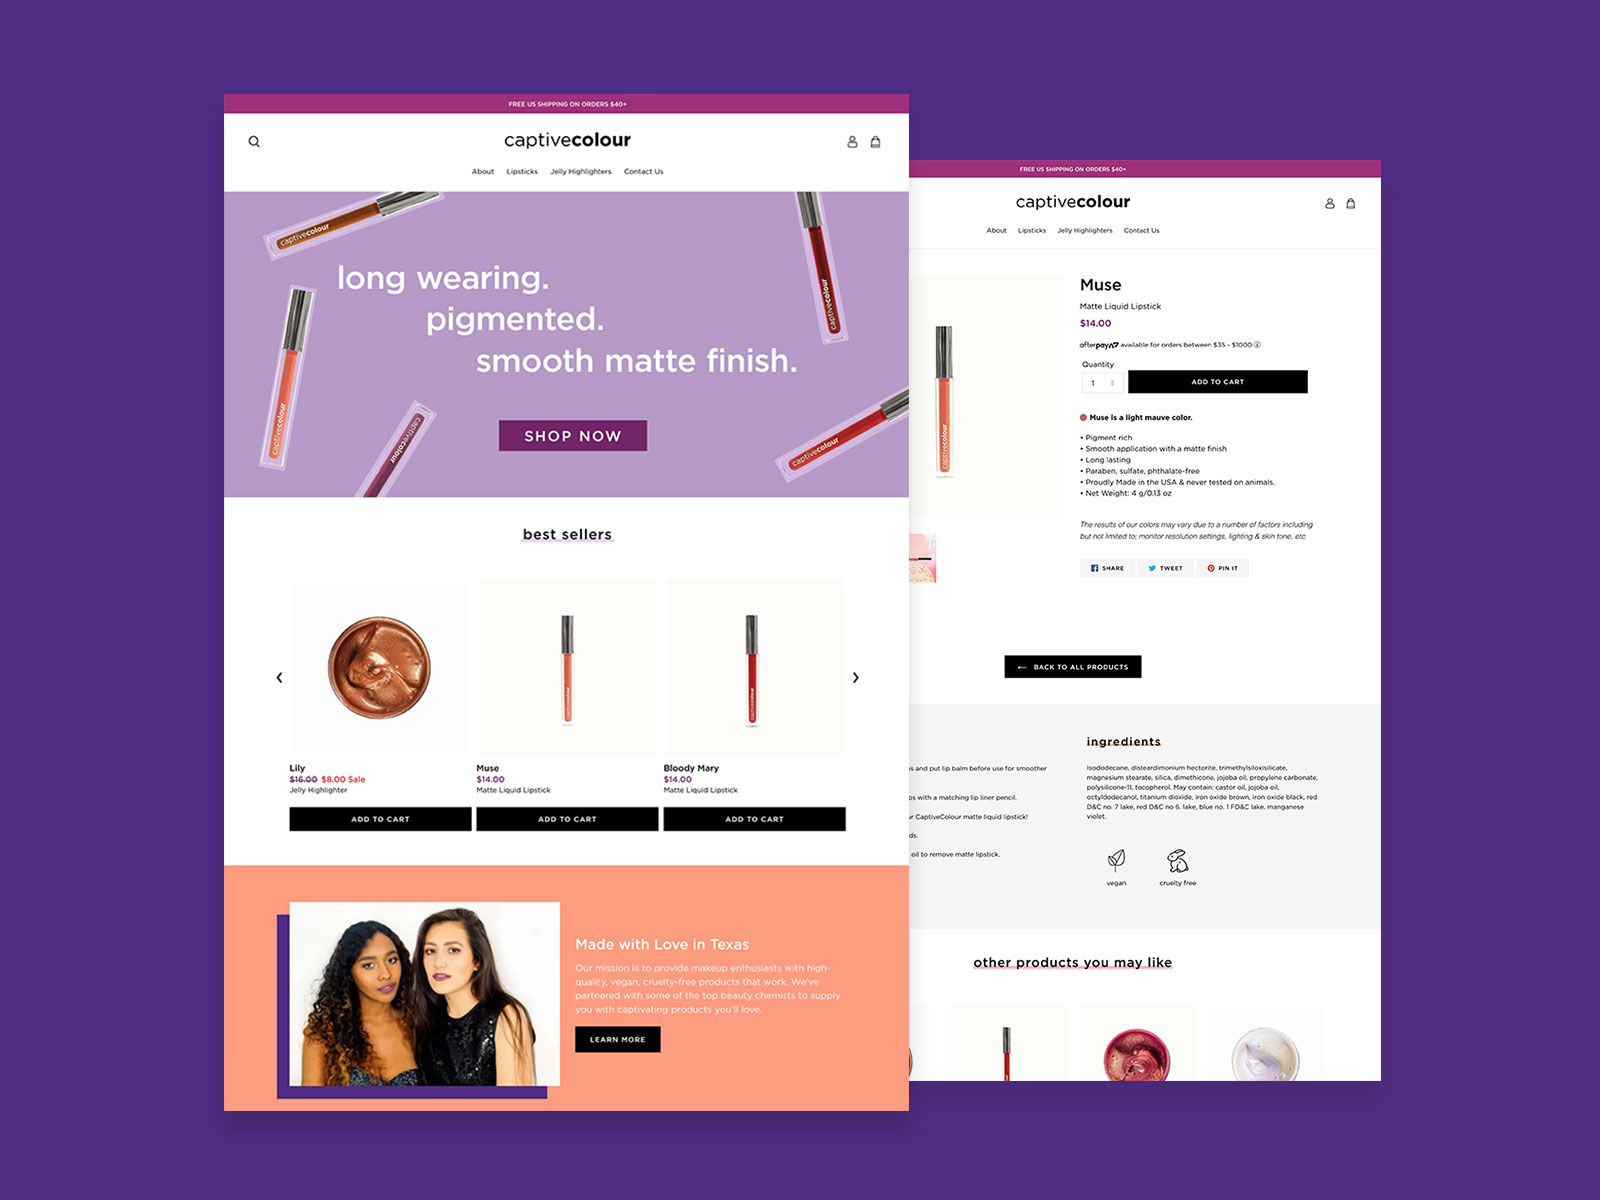 FREE US SHIPPING ON ORDERS $40+
captivecolour
About Lipsticks Jelly Highlighters Contact Us
captivecolour
captivecolour
captivecolour
captivecolour
captivecolour
long wearing.
pigmented.
smooth matte finish.
SHOP NOW
best sellers
captivecolour
captivecolour
Lily
$16.00 $8.00 Sale
Jelly Highlighter
ADD TO CART
Muse
$14.00
Matte Liquid Lipstick
ADD TO CART
Bloody Mary
$14.00
Matte Liquid Lipstick
ADD TO CART
Made with Love in Texas
Our mission is to provide makeup enthusiasts with high-
quality, vegan, cruelty-free products that work. We've
partnered with some of the top beauty chemists to supply
you with captivating products you'll love.
LEARN MORE
FREE US SHIPPING ON ORDERS $40+
captivecolour
About Lipsticks Jelly Highlighters Contact Us
captivecolour
Muse
Matte Liquid Lipstick
$14.00
afterpay available for orders between $35 - $1000
Quantity
1
ADD TO CART
Muse is a light mauve color.
• Pigment rich
• Smooth application with a matte finish
• Long lasting
• Paraben, sulfate, phthalate-free
• Proudly Made in the USA & never tested on animals.
• Net Weight: 4 g/0.13 oz
The results of our colors may vary due to a number of factors including
but not limited to; monitor resolution settings, lighting & skin tone, etc
SHARE TWEET PIN IT
BACK TO ALL PRODUCTS
and put lip balm before use for smoother
with a matching lip liner pencil.
CaptiveColour matte liquid lipstick!
oil to remove matte lipstick.
ingredients
Isododecane, disteardimonium hectorite, trimethylsiloxisilicate,
magnesium stearate, silica, dimethicone, jojoba oil, propylene carbonate,
polysilicone-11, tocopherol. May contain: castor oil, jojoba oil,
octyldodecanol, titanium dioxide, iron oxide brown, iron oxide black, red
D&C no. 7 lake, red D&C no 6. lake, blue no. 1 FD&C lake, manganese
violet.
vegan
cruelty free
other products you may like